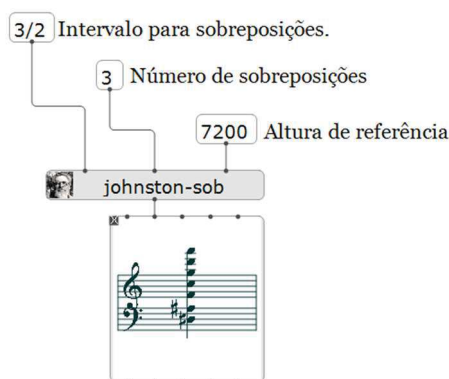 3/2 Intervalo para sobreposições.
3 Número de sobreposições
7200 Altura de referência
johnston-sob